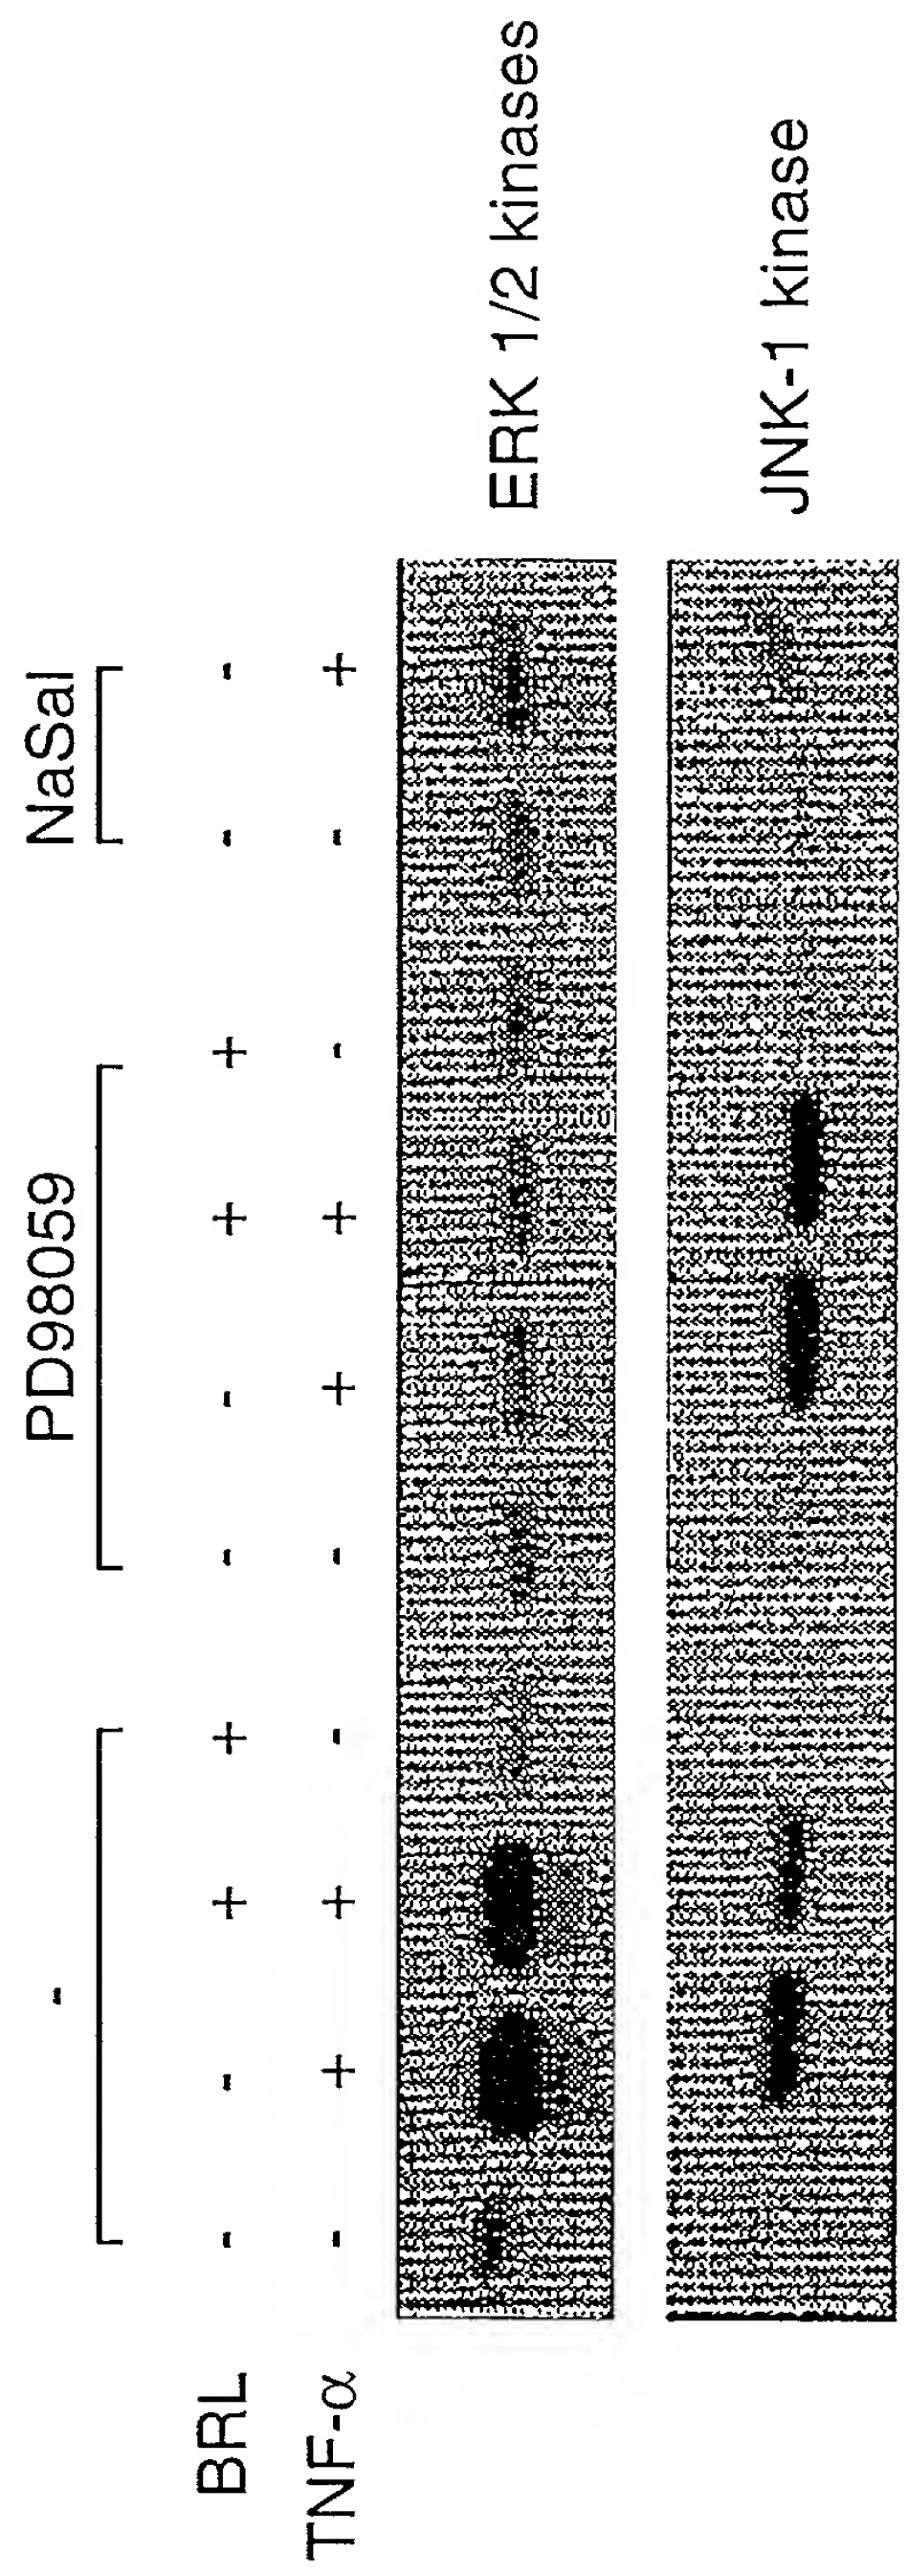 - PD98059 NaSal
BRL - - + + - - + + - -
TNF-α - + + - - + + - - +
ERK 1/2 kinases
JNK-1 kinase